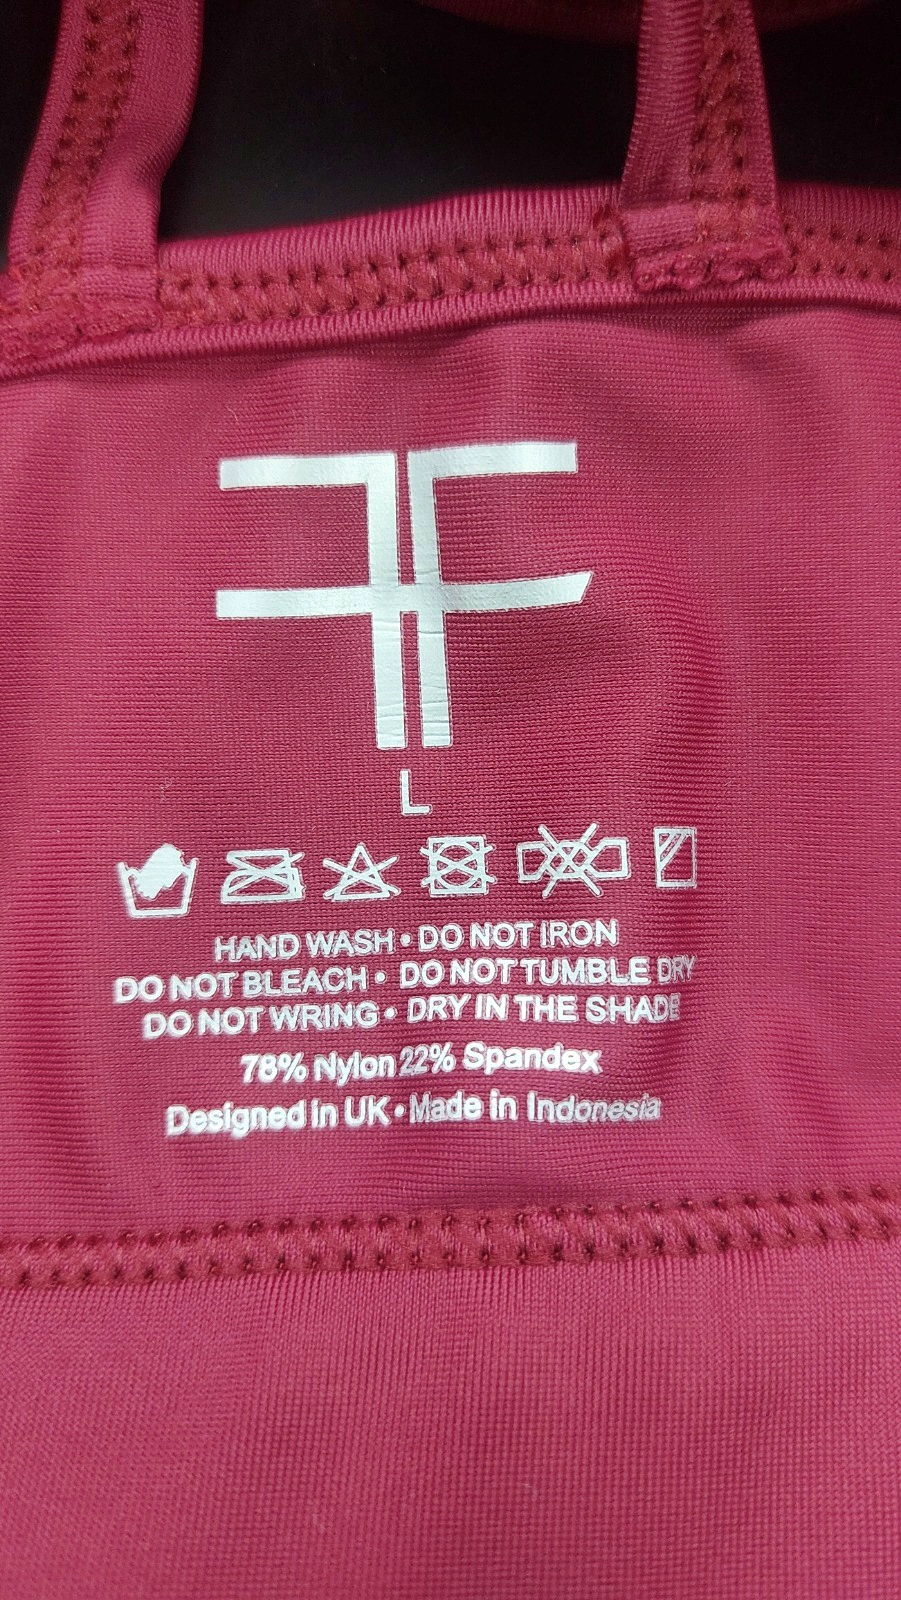 FF
L
HAND WASH • DO NOT IRON
DO NOT BLEACH • DO NOT TUMBLE DRY
DO NOT WRING • DRY IN THE SHADE
78% Nylon 22% Spandex
Designed in UK • Made in Indonesia